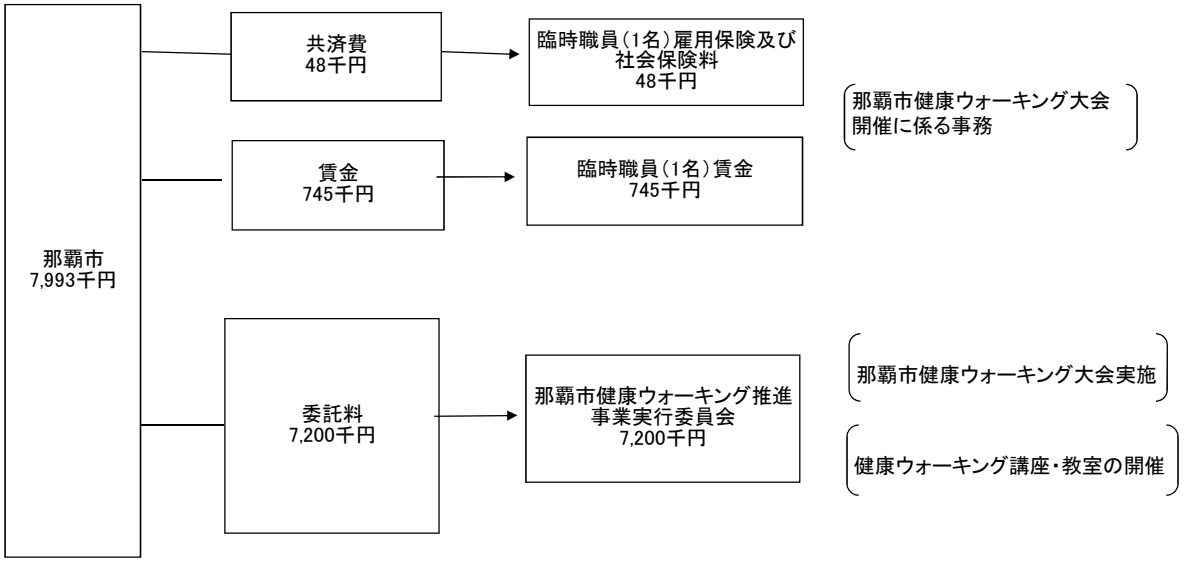 那覇市
7,993千円
共済費
48千円
臨時職員（1名）雇用保険及び
社会保険料
48千円
那覇市健康ウォーキング大会
開催に係る事務
賃金
745千円
臨時職員（1名）賃金
745千円
委託料
7,200千円
那覇市健康ウォーキング推進
事業実行委員会
7,200千円
那覇市健康ウォーキング大会実施
健康ウォーキング講座・教室の開催